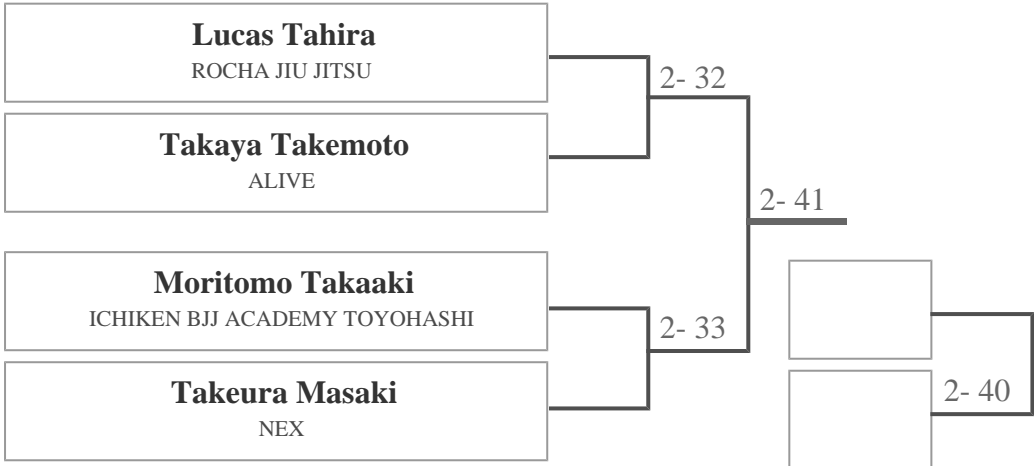 Lucas Tahira
ROCHA JIU JITSU
2- 32
Takaya Takemoto
ALIVE
2- 41
Moritomo Takaaki
ICHIKEN BJJ ACADEMY TOYOHASHI
2- 33
Takeura Masaki
NEX
2- 40